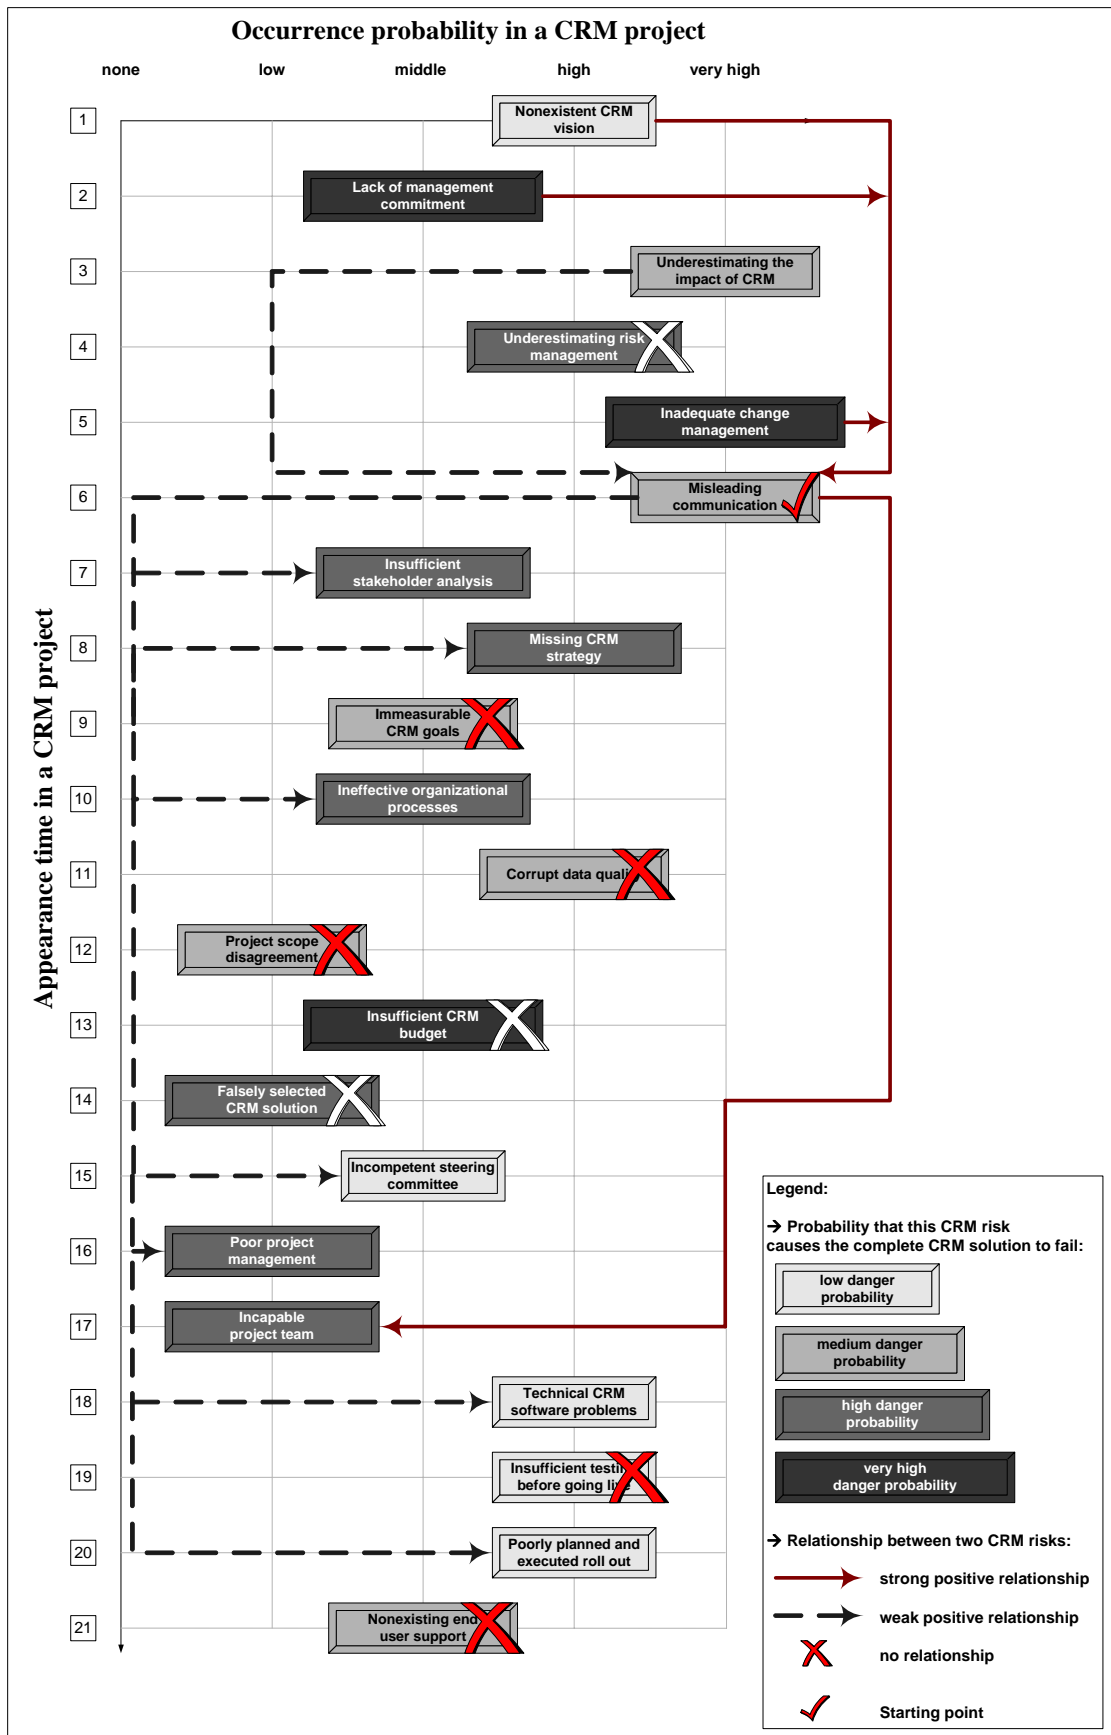 Occurrence probability in a CRM project
none low middle high very high
Appearance time in a CRM project
1
Nonexistent CRM
vision
2
Lack of management
commitment
3
Underestimating the
impact of CRM
4
Underestimating risk
management
5
Inadequate change
management
6
Misleading
communication
7
Insufficient
stakeholder analysis
8
Missing CRM
strategy
9
Immeasurable
CRM goals
10
Ineffective organizational
processes
11
Corrupt data quality
12
Project scope
disagreement
13
Insufficient CRM
budget
14
Falsely selected
CRM solution
15
Incompetent steering
committee
16
Poor project
management
17
Incapable
project team
18
Technical CRM
software problems
19
Insufficient testing
before going live
20
Poorly planned and
executed roll out
21
Nonexisting end
user support
Legend:
→ Probability that this CRM risk
causes the complete CRM solution to fail:
low danger
probability
medium danger
probability
high danger
probability
very high
danger probability
→ Relationship between two CRM risks:
strong positive relationship
weak positive relationship
no relationship
Starting point